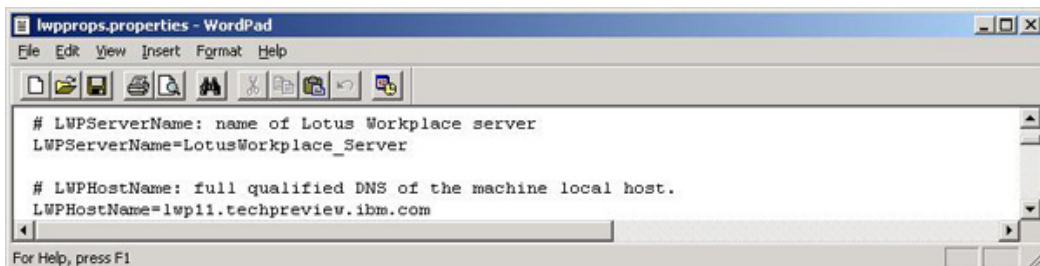 lwpprops.properties - WordPad
File Edit View Insert Format Help
# LWPServerName: name of Lotus Workplace server
LWPServerName=LotusWorkplace_Server
# LWPHostName: full qualified DNS of the machine local host.
LWPHostName=lwp11.techpreview.ibm.com
For Help, press F1